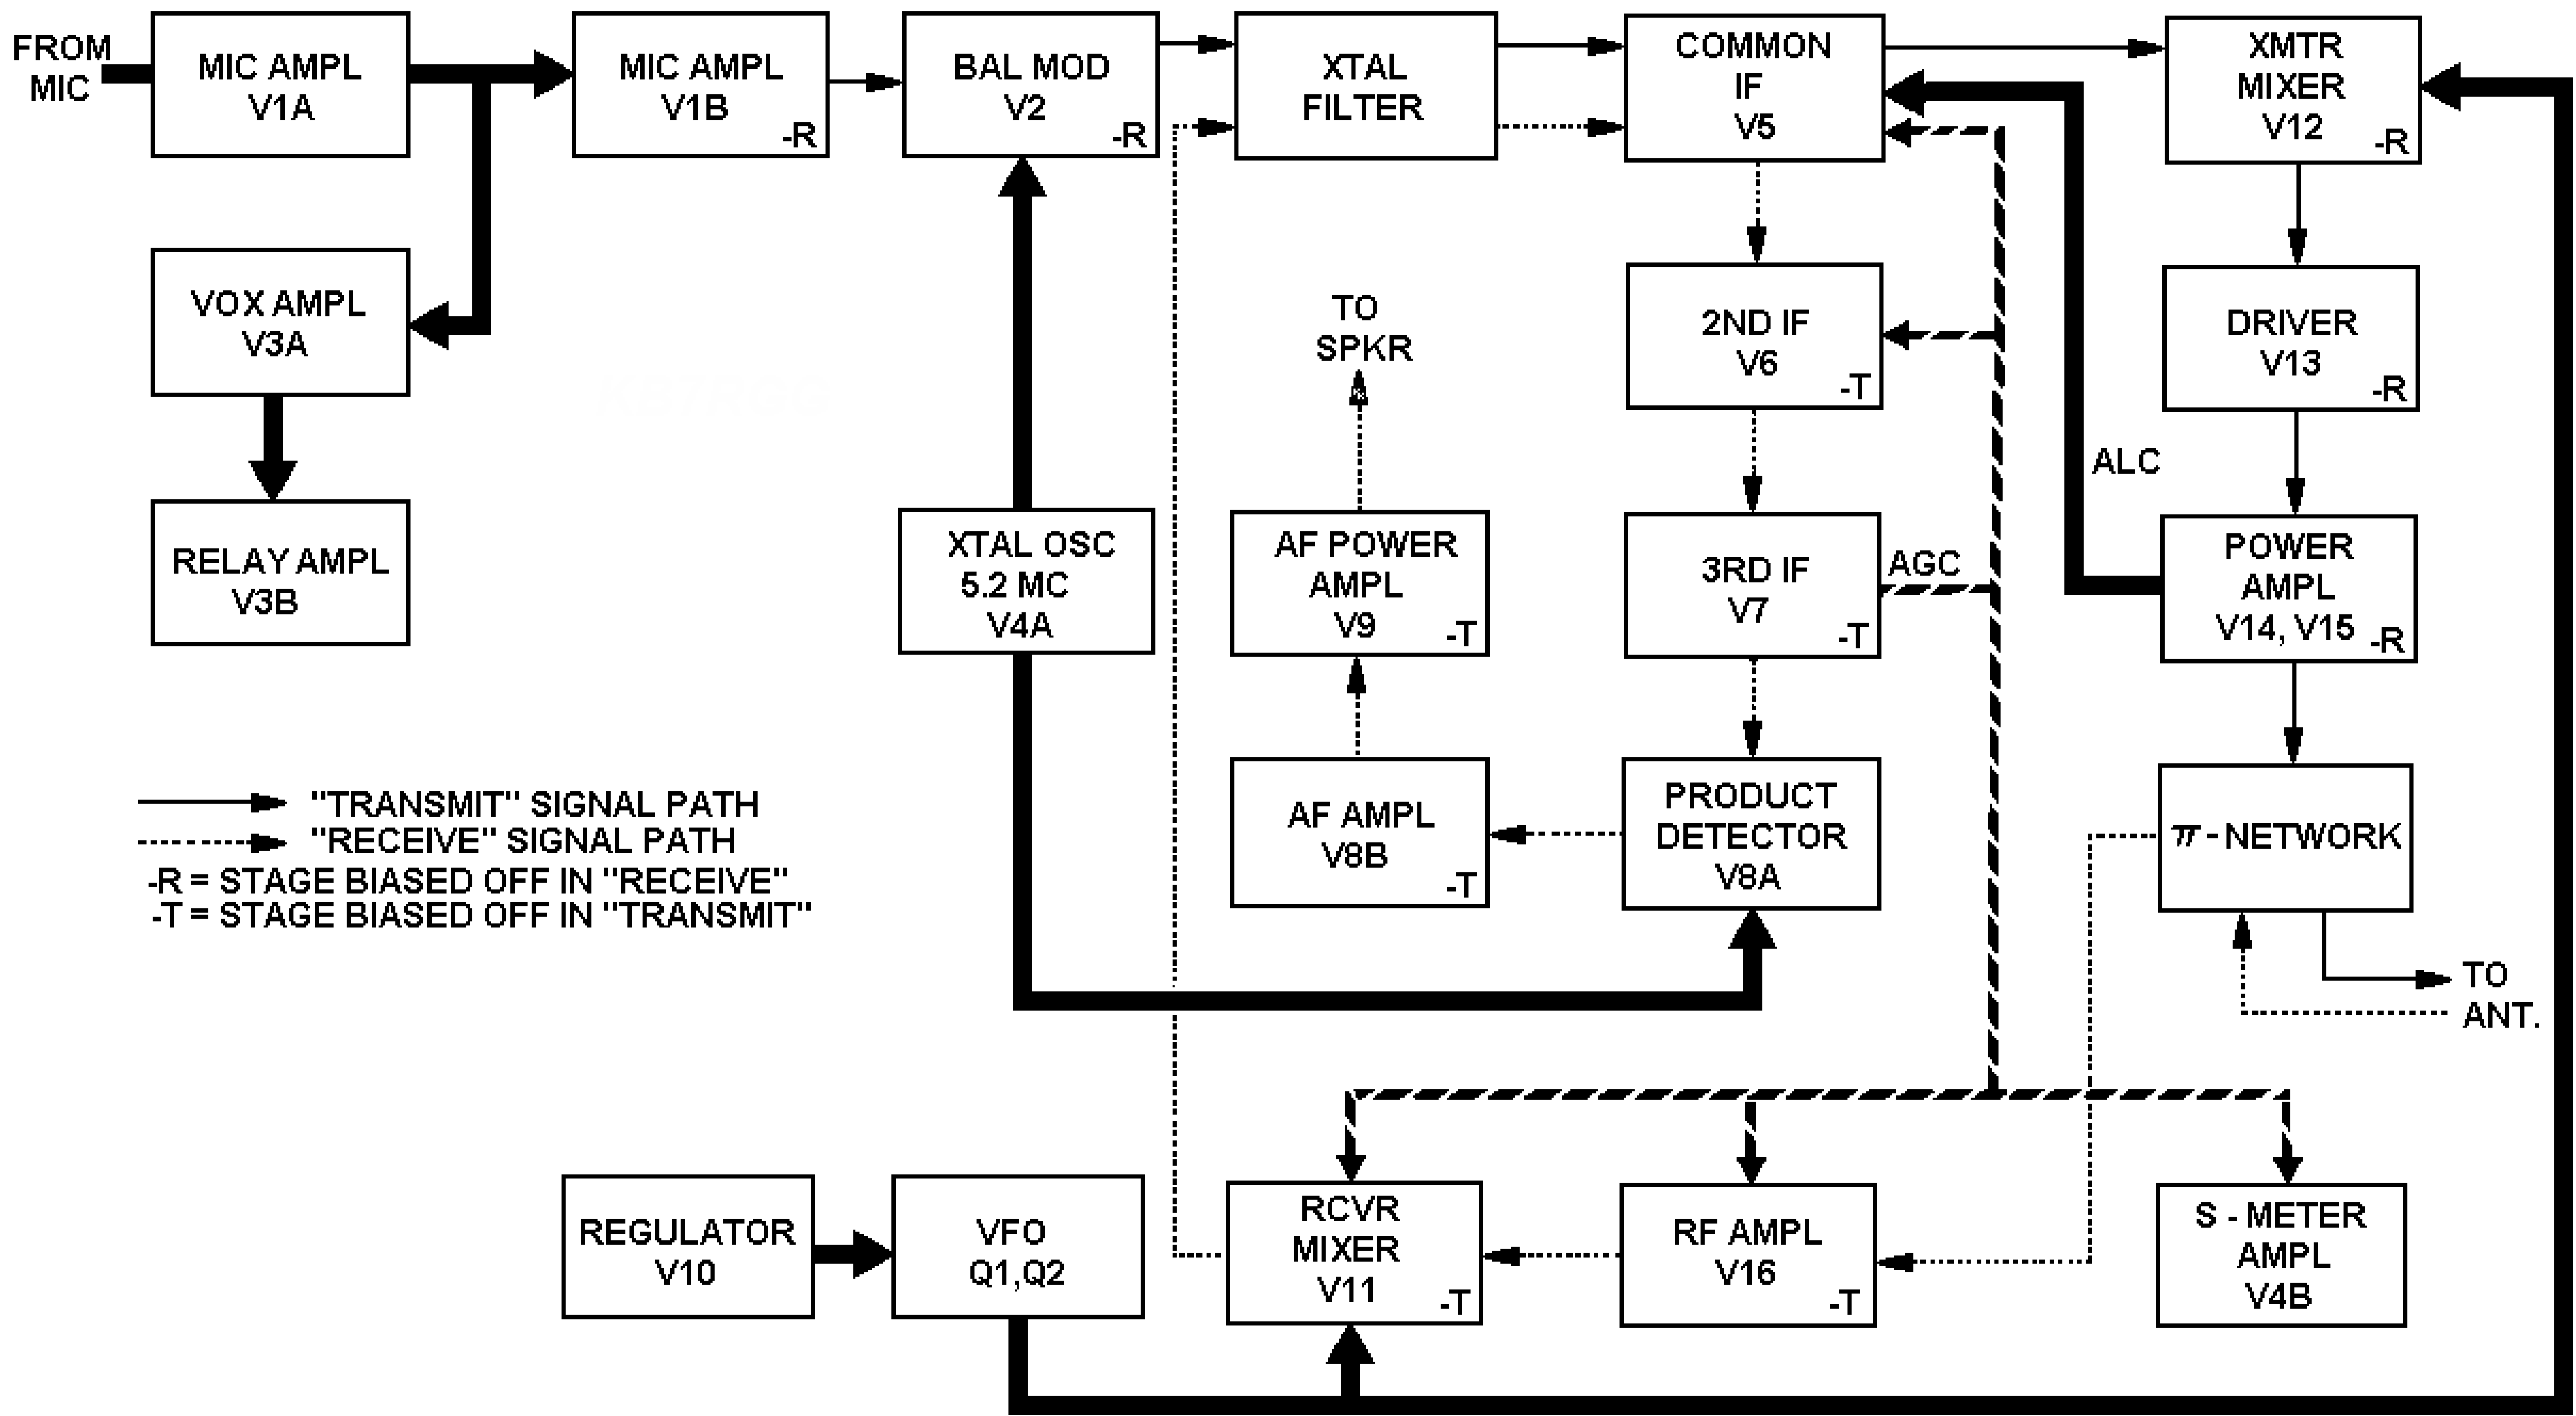 FROM
MIC
MIC AMPL
V1A
MIC AMPL
V1B
-R
BAL MOD
V2
-R
XTAL
FILTER
COMMON
IF
V5
XMTR
MIXER
V12
-R
VOX AMPL
V3A
TO
SPKR
2ND IF
V6
-T
DRIVER
V13
-R
ALC
RELAY AMPL
V3B
XTAL OSC
5.2 MC
V4A
AF POWER
AMPL
V9
-T
3RD IF
V7
-T
AGC
POWER
AMPL
V14, V15
-R
"TRANSMIT" SIGNAL PATH
"RECEIVE" SIGNAL PATH
-R = STAGE BIASED OFF IN "RECEIVE"
-T = STAGE BIASED OFF IN "TRANSMIT"
AF AMPL
V8B
-T
PRODUCT
DETECTOR
V8A
π - NETWORK
TO
ANT.
REGULATOR
V10
VFO
Q1,Q2
RCVR
MIXER
V11
-T
RF AMPL
V16
-T
S - METER
AMPL
V4B